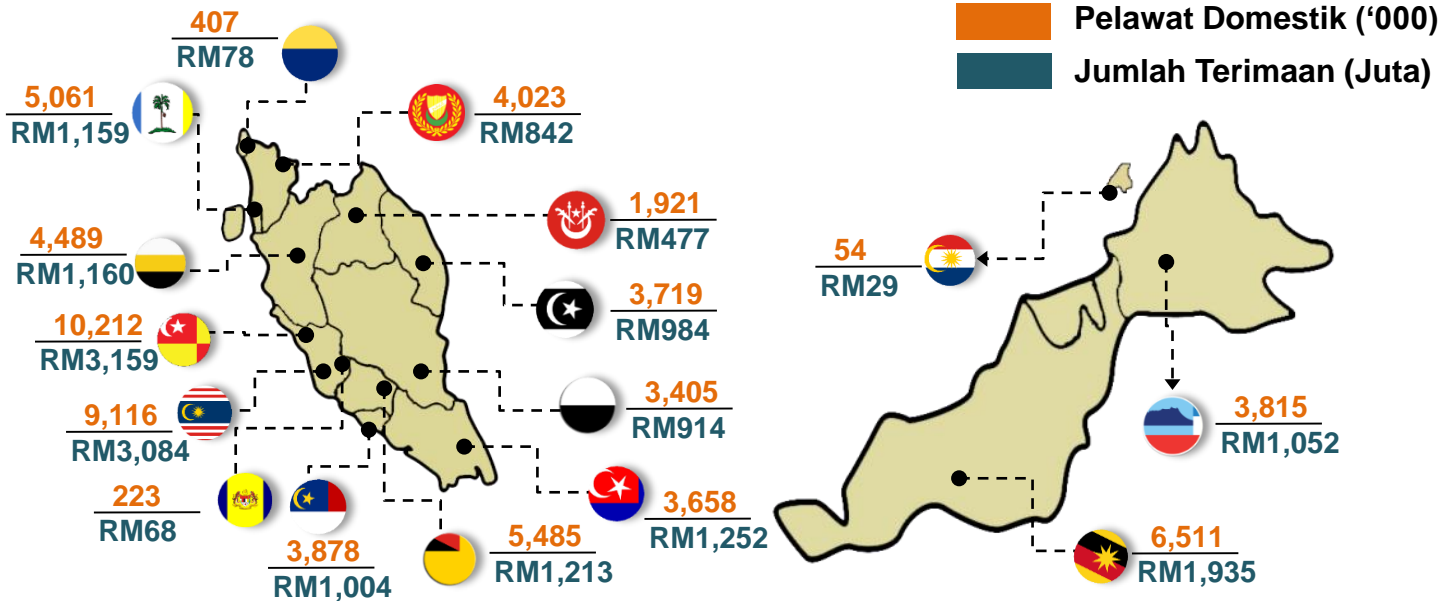 Pelawat Domestik (‘000)
Jumlah Terimaan (Juta)
407
RM78
5,061
RM1,159
4,023
RM842
1,921
RM477
4,489
RM1,160
3,719
RM984
10,212
RM3,159
3,405
RM914
9,116
RM3,084
223
RM68
3,878
RM1,004
5,485
RM1,213
3,658
RM1,252
54
RM29
3,815
RM1,052
6,511
RM1,935